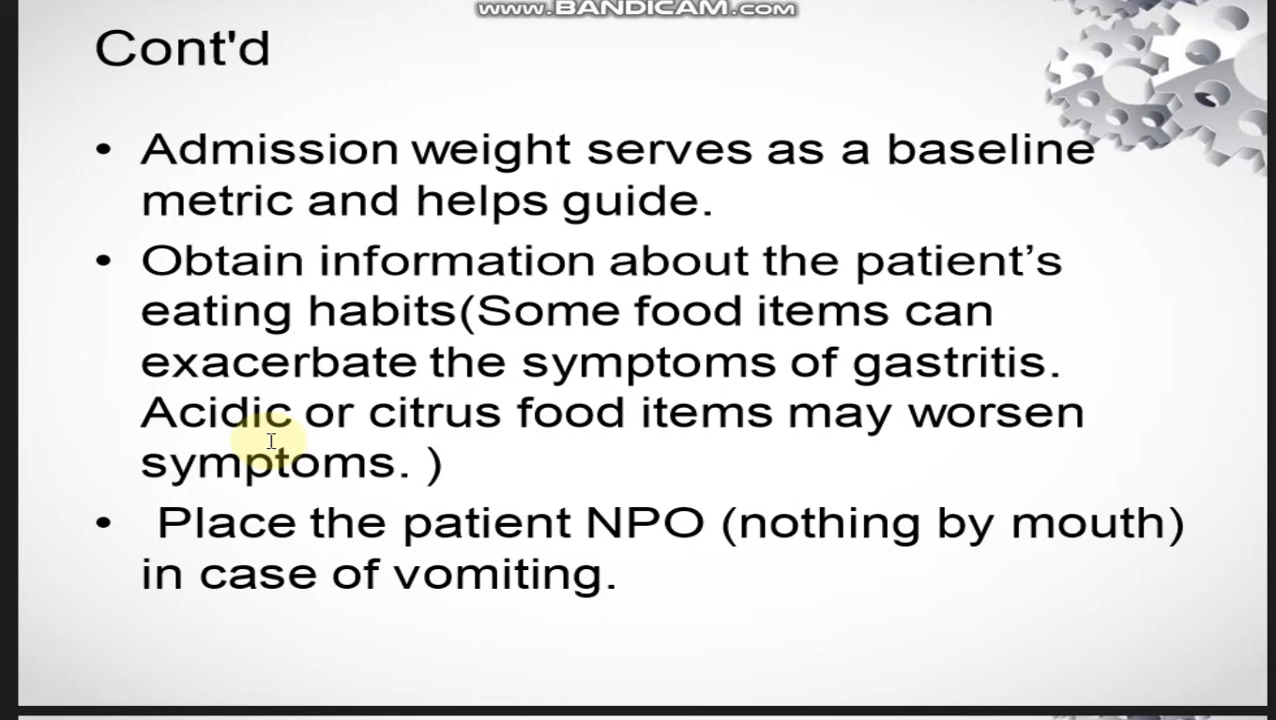 www.BANDICAM.com
Cont'd
• Admission weight serves as a baseline
metric and helps guide.
• Obtain information about the patient’s
eating habits(Some food items can
exacerbate the symptoms of gastritis.
Acidic or citrus food items may worsen
symptoms. )
• Place the patient NPO (nothing by mouth)
in case of vomiting.